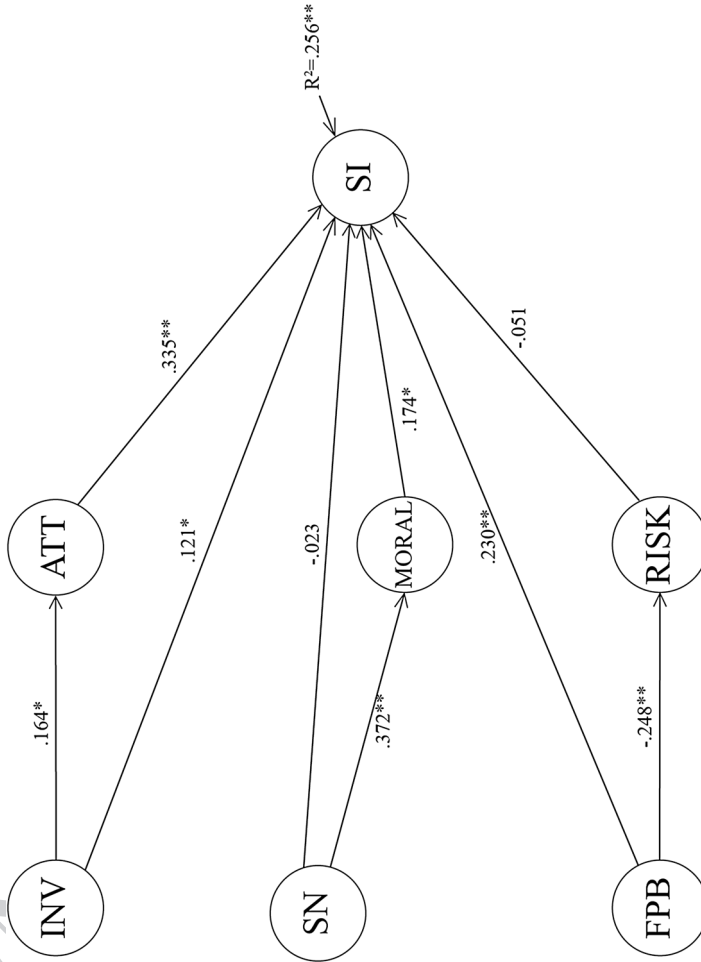 INV
SN
FPB
.164*
.372**
-.248**
ATT
MORAL
RISK
.335**
.121*
-.023
.174*
.230**
-.051
SI
R²=.256**